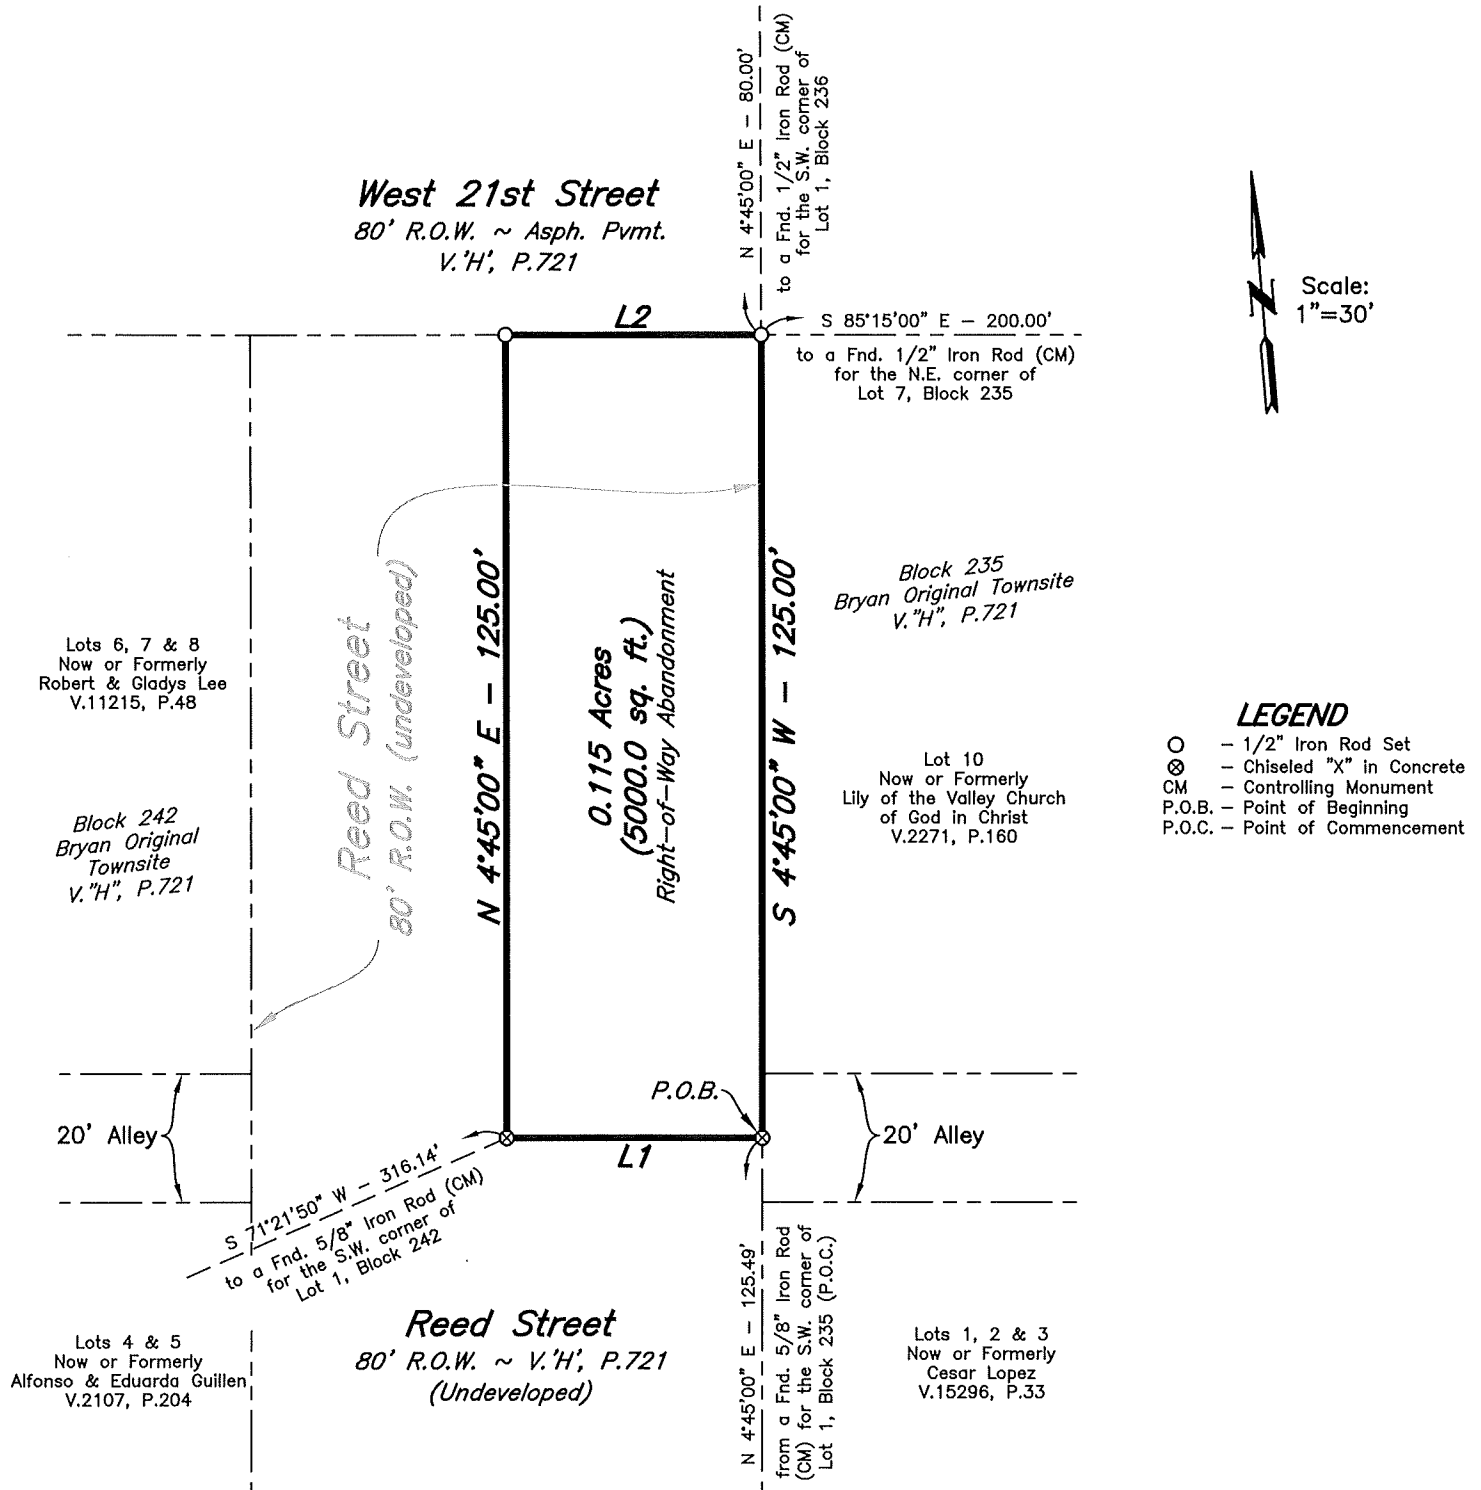 N 4°45'00" E - 80.00'
to a Fnd. 1/2" Iron Rod (CM)
for the S.W. corner of
Lot 1, Block 236
West 21st Street
80' R.O.W. ~ Asph. Pvmt.
V.'H', P.721
N
Scale:
1"=30'
L2
S 85°15'00" E - 200.00'
to a Fnd. 1/2" Iron Rod (CM)
for the N.E. corner of
Lot 7, Block 235
Reed Street
80' R.O.W. (undeveloped)
N 4°45'00" E - 125.00'
0.115 Acres
(5000.0 sq. ft.)
Right-of-Way Abandonment
S 4°45'00" W - 125.00'
Block 235
Bryan Original Townsite
V."H", P.721
Lots 6, 7 & 8
Now or Formerly
Robert & Gladys Lee
V.11215, P.48
Block 242
Bryan Original
Townsite
V."H", P.721
Lot 10
Now or Formerly
Lily of the Valley Church
of God in Christ
V.2271, P.160
LEGEND
- 1/2" Iron Rod Set
- Chiseled "X" in Concrete
CM - Controlling Monument
P.O.B. - Point of Beginning
P.O.C. - Point of Commencement
20' Alley
P.O.B.
20' Alley
L1
S 71°21'50" W - 316.14'
to a Fnd. 5/8" Iron Rod (CM)
for the S.W. corner of
Lot 1, Block 242
Reed Street
80' R.O.W. ~ V.'H', P.721
(Undeveloped)
N 4°45'00" E - 125.49'
from a Fnd. 5/8" Iron Rod
(CM) for the S.W. corner of
Lot 1, Block 235 (P.O.C.)
Lots 4 & 5
Now or Formerly
Alfonso & Eduarda Guillen
V.2107, P.204
Lots 1, 2 & 3
Now or Formerly
Cesar Lopez
V.15296, P.33